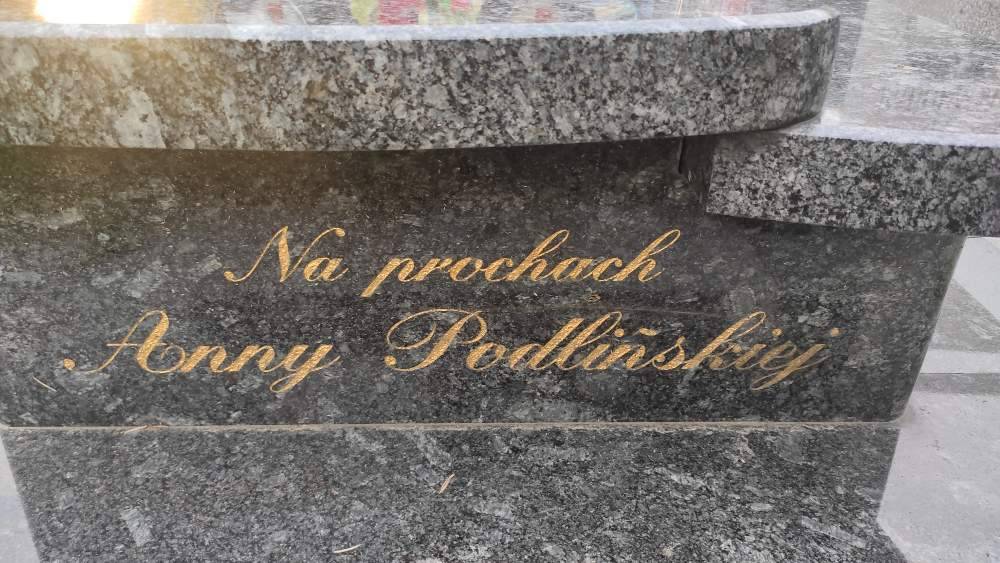 Na prochach
Anny Podlińskiej